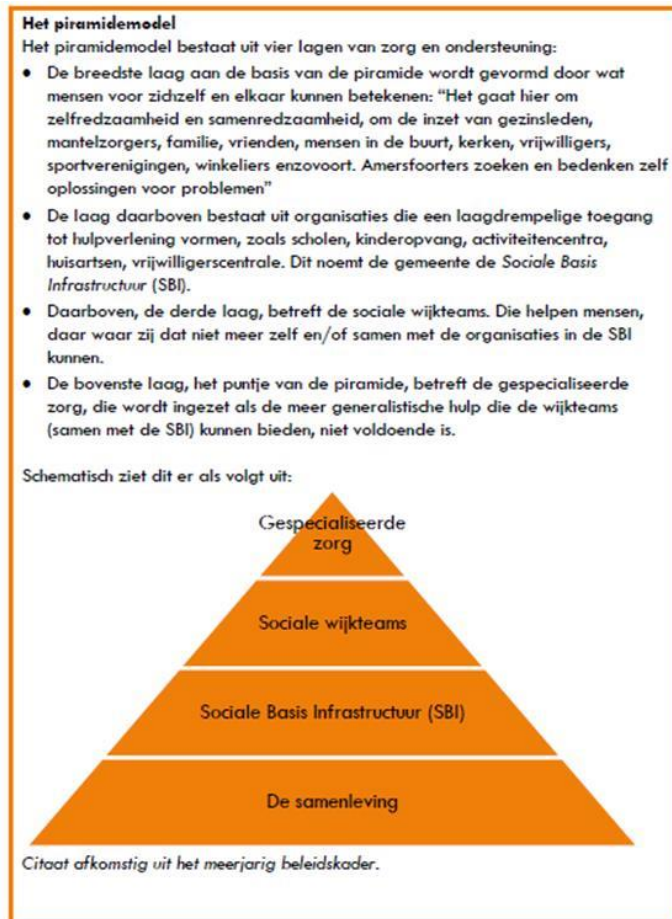 Het piramidemodel
Het piramidemodel bestaat uit vier lagen van zorg en ondersteuning:
• De breedste laag aan de basis van de piramide wordt gevormd door wat
mensen voor zichzelf en elkaar kunnen betekenen: “Het gaat hier om
zelfredzaamheid en samenredzaamheid, om de inzet van gezinsleden,
mantelzorgers, familie, vrienden, mensen in de buurt, kerken, vrijwilligers,
sportverenigingen, winkeliers enzovoort. Amersfoorters zoeken en bedenken zelf
oplossingen voor problemen”
• De laag daarboven bestaat uit organisaties die een laagdrempelige toegang
tot hulpverlening vormen, zoals scholen, kinderopvang, activiteitencentra,
huisartsen, vrijwilligerscentrale. Dit noemt de gemeente de Sociale Basis
Infrastructuur (SBI).
• Daarboven, de derde laag, betreft de sociale wijkteams. Die helpen mensen,
daar waar zij dat niet meer zelf en/of samen met de organisaties in de SBI
kunnen.
• De bovenste laag, het puntje van de piramide, betreft de gespecialiseerde
zorg, die wordt ingezet als de meer generalistische hulp die de wijkteams
(samen met de SBI) kunnen bieden, niet voldoende is.
Schematisch ziet dit er als volgt uit:
Gespecialiseerde
zorg
Sociale wijkteams
Sociale Basis Infrastructuur (SBI)
De samenleving
Citaat afkomstig uit het meerjarig beleidskader.